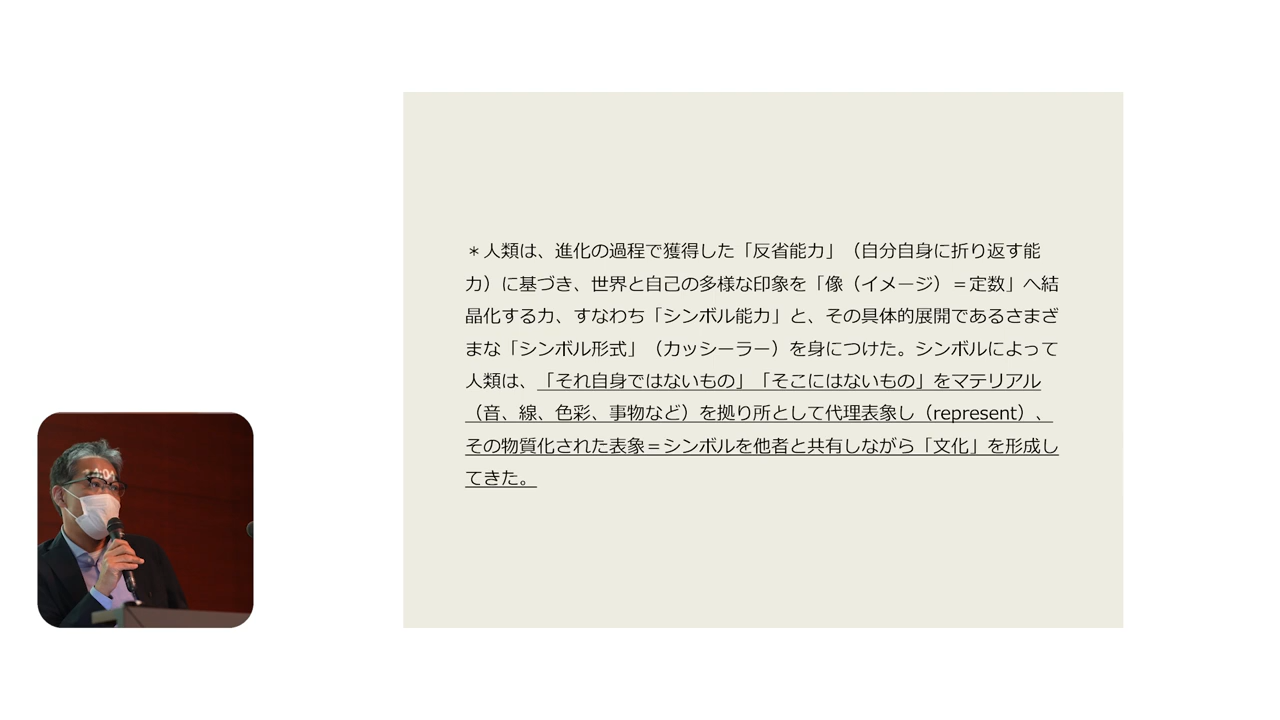 ＊人類は、進化の過程で獲得した「反省能力」（自分自身に折り返す能
力）に基づき、世界と自己の多様な印象を「像（イメージ）＝定数」へ結
晶化する力、すなわち「シンボル能力」と、その具体的展開であるさまざ
まな「シンボル形式」（カッシーラー）を身につけた。シンボルによって
人類は、「それ自身ではないもの」「そこにはないもの」をマテリアル
（音、線、色彩、事物など）を拠り所として代理表象し（represent）、
その物質化された表象＝シンボルを他者と共有しながら「文化」を形成し
てきた。